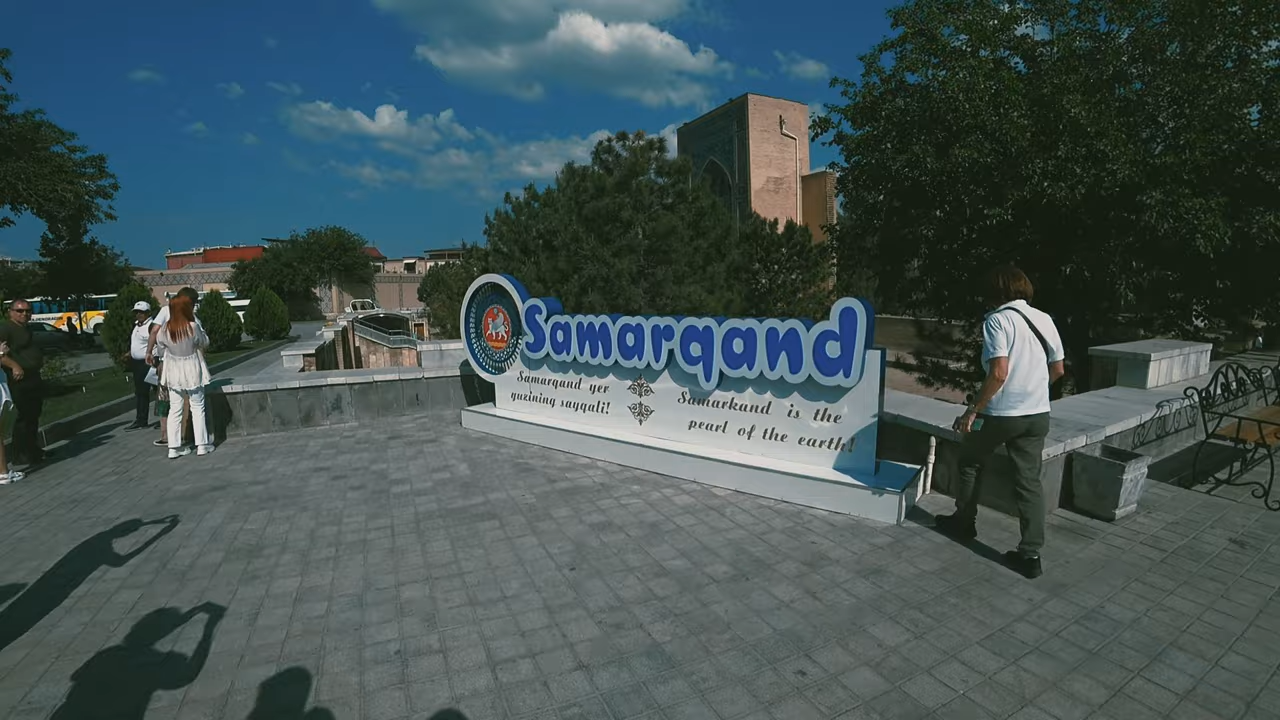 Samarqand
Samarqand yer
yuzining sayqali!
Samarkand is the
pearl of the earth!